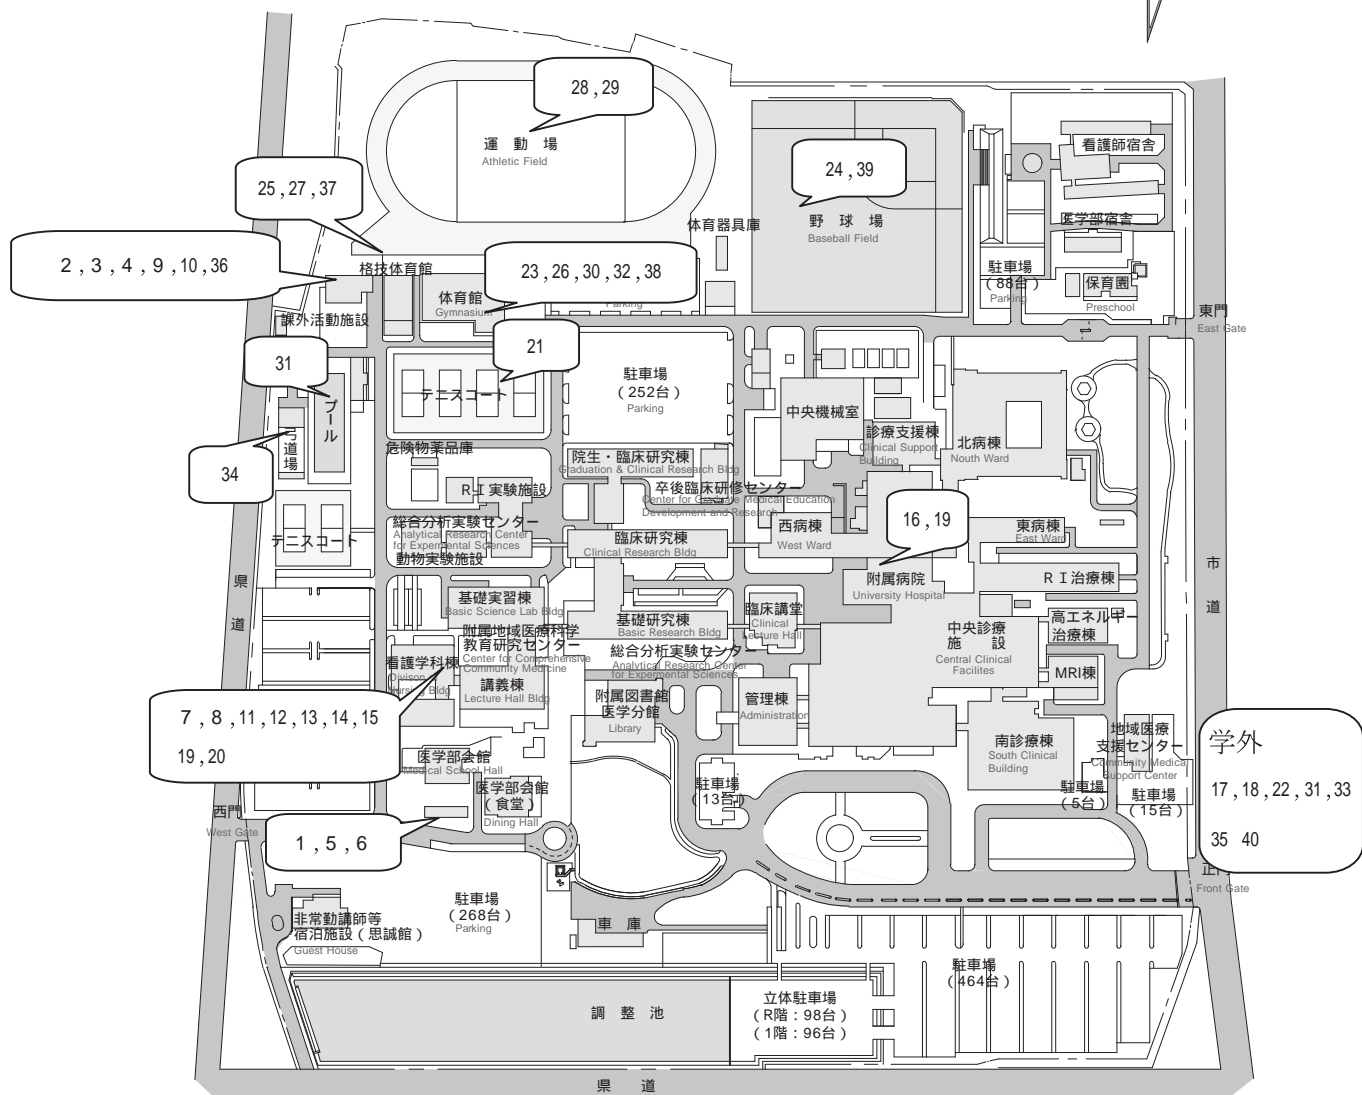 28 , 29
運 動 場
Athletic Field
看護師宿舎
24 , 39
25 , 27 , 37
医学部宿舎
体育器具庫
野 球 場
Baseball Field
2 , 3 , 4 , 9 , 10 , 36
格技体育館
23 , 26 , 30 , 32 , 38
駐車場
(88台)
Parking
保育園
Preschool
体育館
Gymnasium
Parking
課外活動施設
東門
East Gate
21
31
駐車場
(252台)
Parking
テニスコート
プール
中央機械室
診療支援棟
Clinical Support
Building
北病棟
Nouth Ward
弓道場
34
危険物薬品庫
院生・臨床研究棟
Graduation & Clinical Research Bldg
R・I 実験施設
卒後臨床研修センター
Center for Graduate Medical Education
Development and Research
16 , 19
総合分析実験センター
Analytical Research Center
for Expermental Sciences
動物実験施設
西病棟
West Ward
東病棟
East Ward
テニスコート
臨床研究棟
Clinical Research Bldg
附属病院
University Hospital
R I 治療棟
県
道
市
道
基礎実習棟
Basic Science Lab Bldg
基礎研究棟
Basic Research Bldg
臨床講堂
Clinical
Lecture Hall
中央診療
施 設
Central Clinical
Facilites
高エネルギー
治療棟
附属地域医療科学
教育研究センター
Center for Comprehensive
Community Medicine
総合分析実験センター
Analytical Research Center
for Expermental Sciences
看護学科棟
Divison of
Nursing Bldg
講義棟
Lecture Hall Bldg
MRI棟
附属図書館
医学分館
Library
管理棟
Administration
7 , 8 , 11 , 12 , 13 , 14 , 15
19 , 20
南診療棟
South Clinical
Building
地域医療
支援センター
Community Medical
Support Center
学外
17 , 18 , 22 , 31 , 33
35 40
医学部会館
Medical School Hall
医学部会館
(食堂)
Dining Hall
駐車場
(13台)
駐車場
(5台)
駐車場
(15台)
西門
West Gate
1 , 5 , 6
正門
Front Gate
駐車場
(268台)
Parking
非常勤講師等
宿泊施設(思誠館)
Guest House
車 庫
駐車場
(464台)
調 整 池
立体駐車場
(R階:98台)
(1階:96台)
県 道